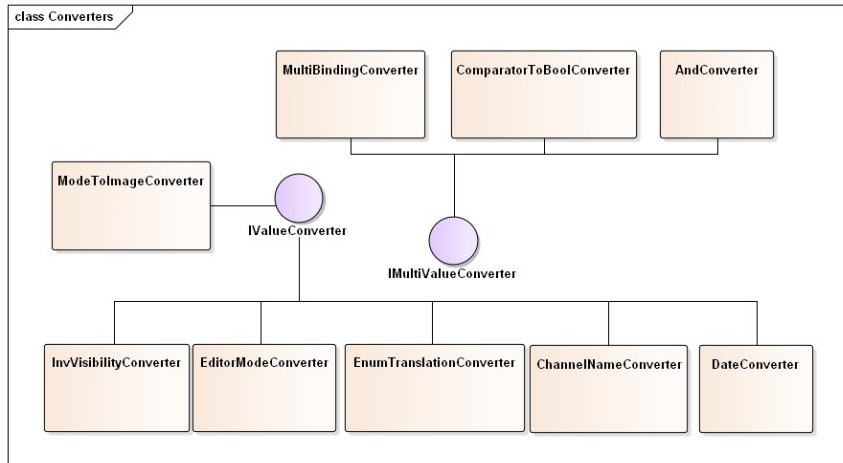 class Converters
MultiBindingConverter
ComparatorToBoolConverter
AndConverter
ModeToImageConverter
IValueConverter
IMultiValueConverter
InvVisibilityConverter
EditorModeConverter
EnumTranslationConverter
ChannelNameConverter
DateConverter